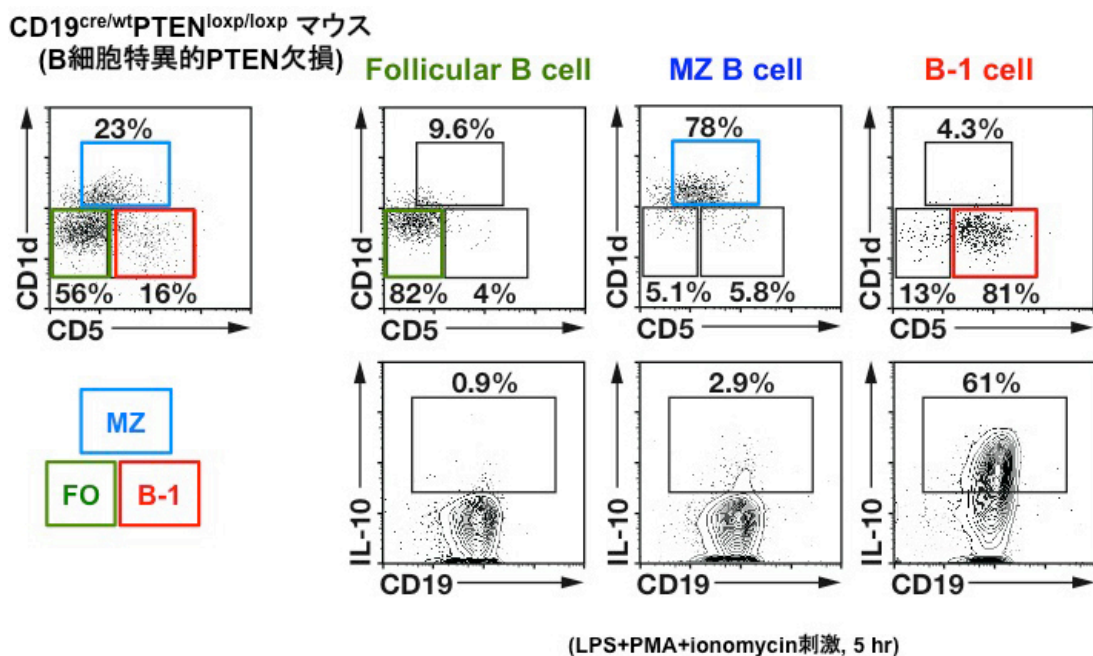 CD19cre/wtPTENloxp/loxp マウス
(B細胞特異的PTEN欠損)
Follicular B cell
MZ B cell
B-1 cell
23%
56%
16%
CD1d
CD5
9.6%
82%
4%
CD1d
CD5
78%
5.1%
5.8%
CD1d
CD5
4.3%
13%
81%
CD1d
CD5
MZ
FO
B-1
0.9%
IL-10
CD19
2.9%
IL-10
CD19
61%
IL-10
CD19
(LPS+PMA+ionomycin刺激, 5 hr)